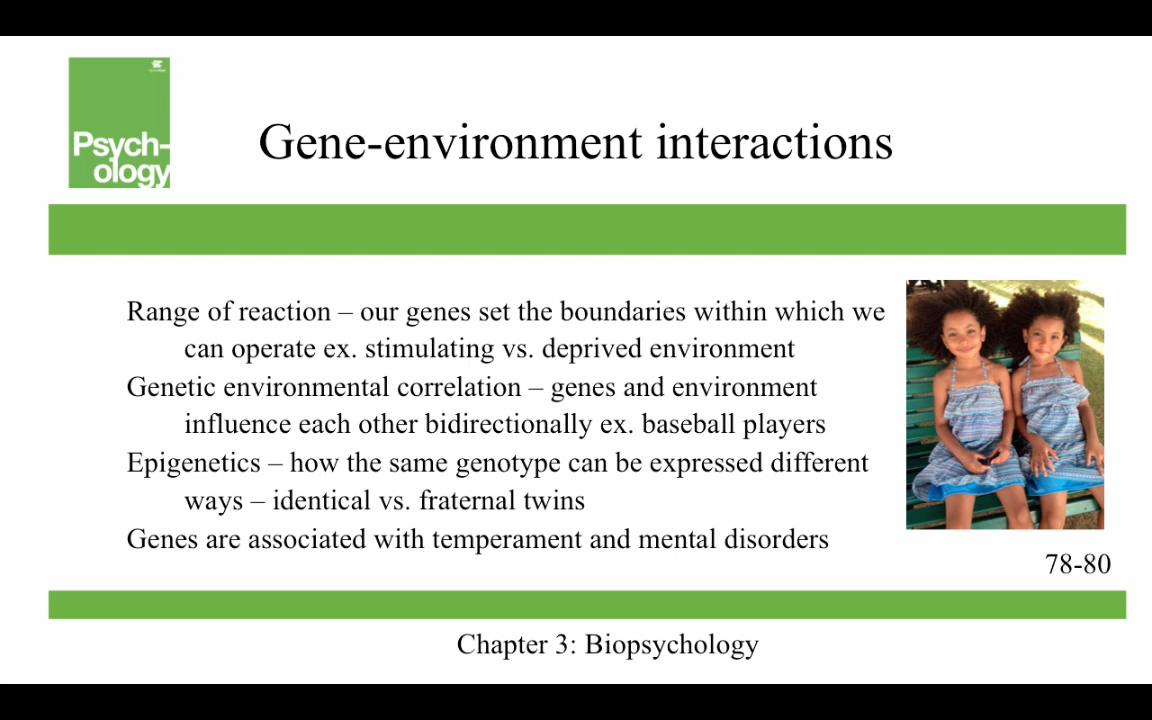 Psych-
ology
Gene-environment interactions
Range of reaction – our genes set the boundaries within which we
can operate ex. stimulating vs. deprived environment
Genetic environmental correlation – genes and environment
influence each other bidirectionally ex. baseball players
Epigenetics – how the same genotype can be expressed different
ways – identical vs. fraternal twins
Genes are associated with temperament and mental disorders
78-80
Chapter 3: Biopsychology